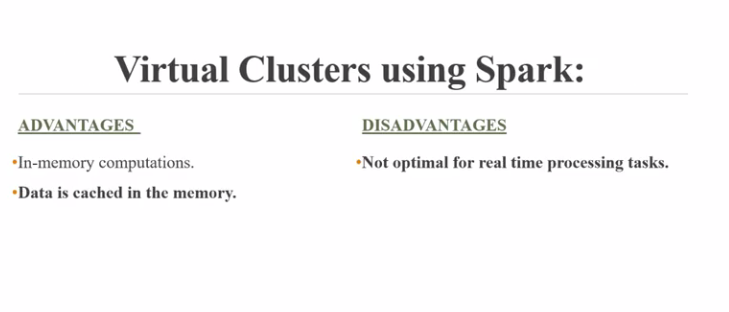 Virtual Clusters using Spark:
ADVANTAGES
•In-memory computations.
•Data is cached in the memory.
DISADVANTAGES
•Not optimal for real time processing tasks.